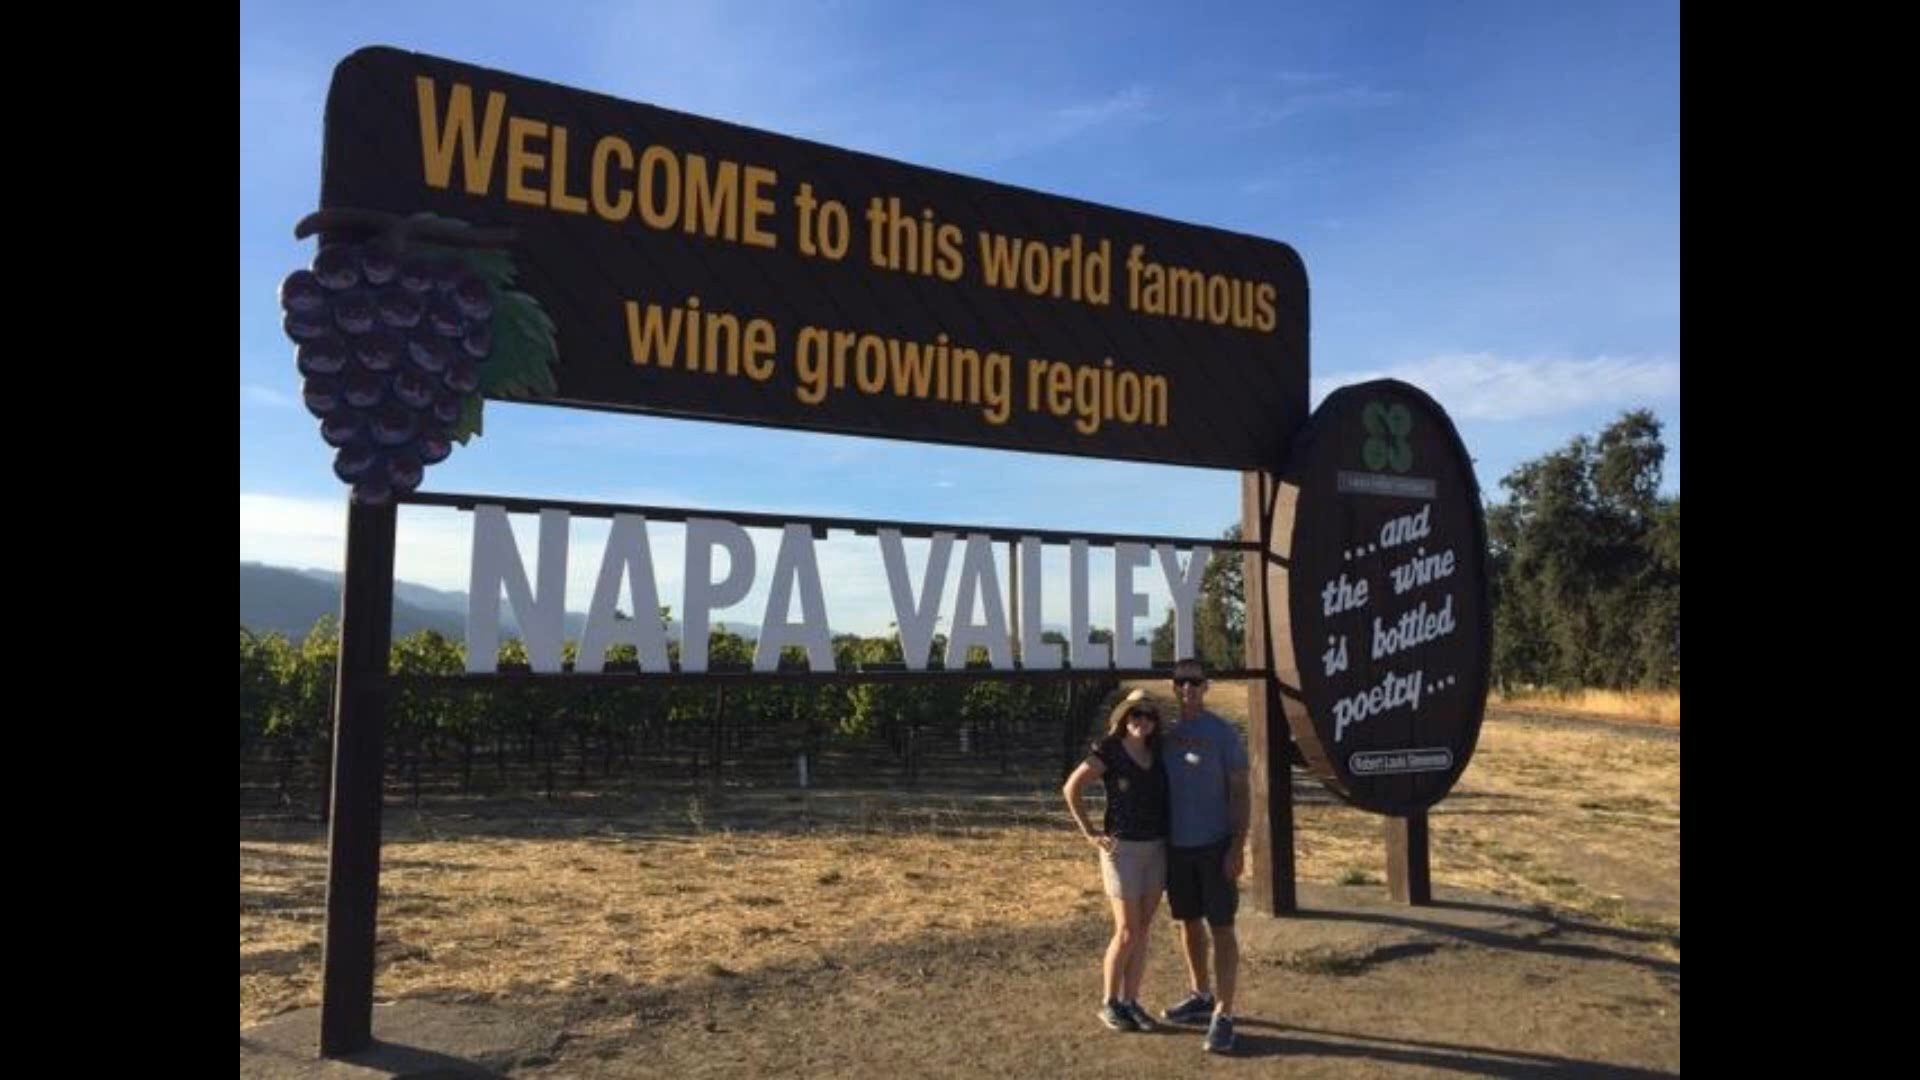 WELCOME to this world famous
wine growing region
NAPA VALLEY
...and
the wine
is bottled
poetry...
Robert Louis Stevenson